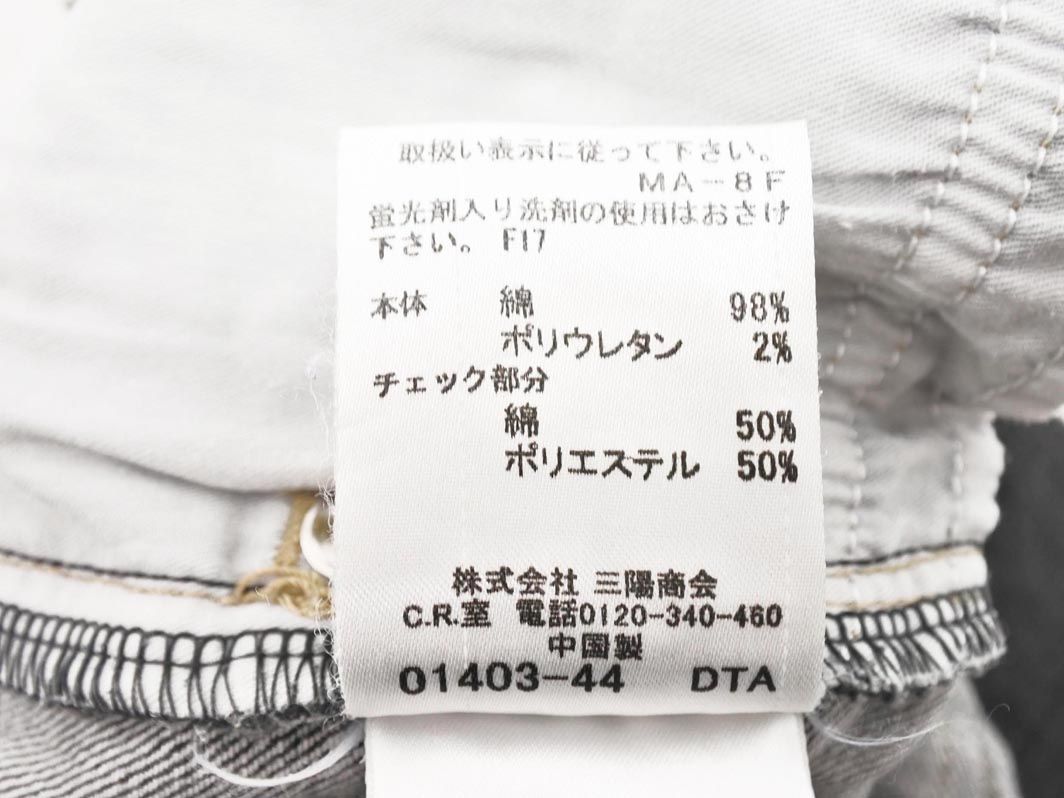 取扱い表示に従って下さい。
MA-8F
蛍光剤入り洗剤の使用はおさけ
下さい。 F17
本体 綿 98%
ポリウレタン 2%
チェック部分
綿 50%
ポリエステル 50%
株式会社 三陽商会
C.R.室 電話0120-340-460
中国製
01403-44 DTA